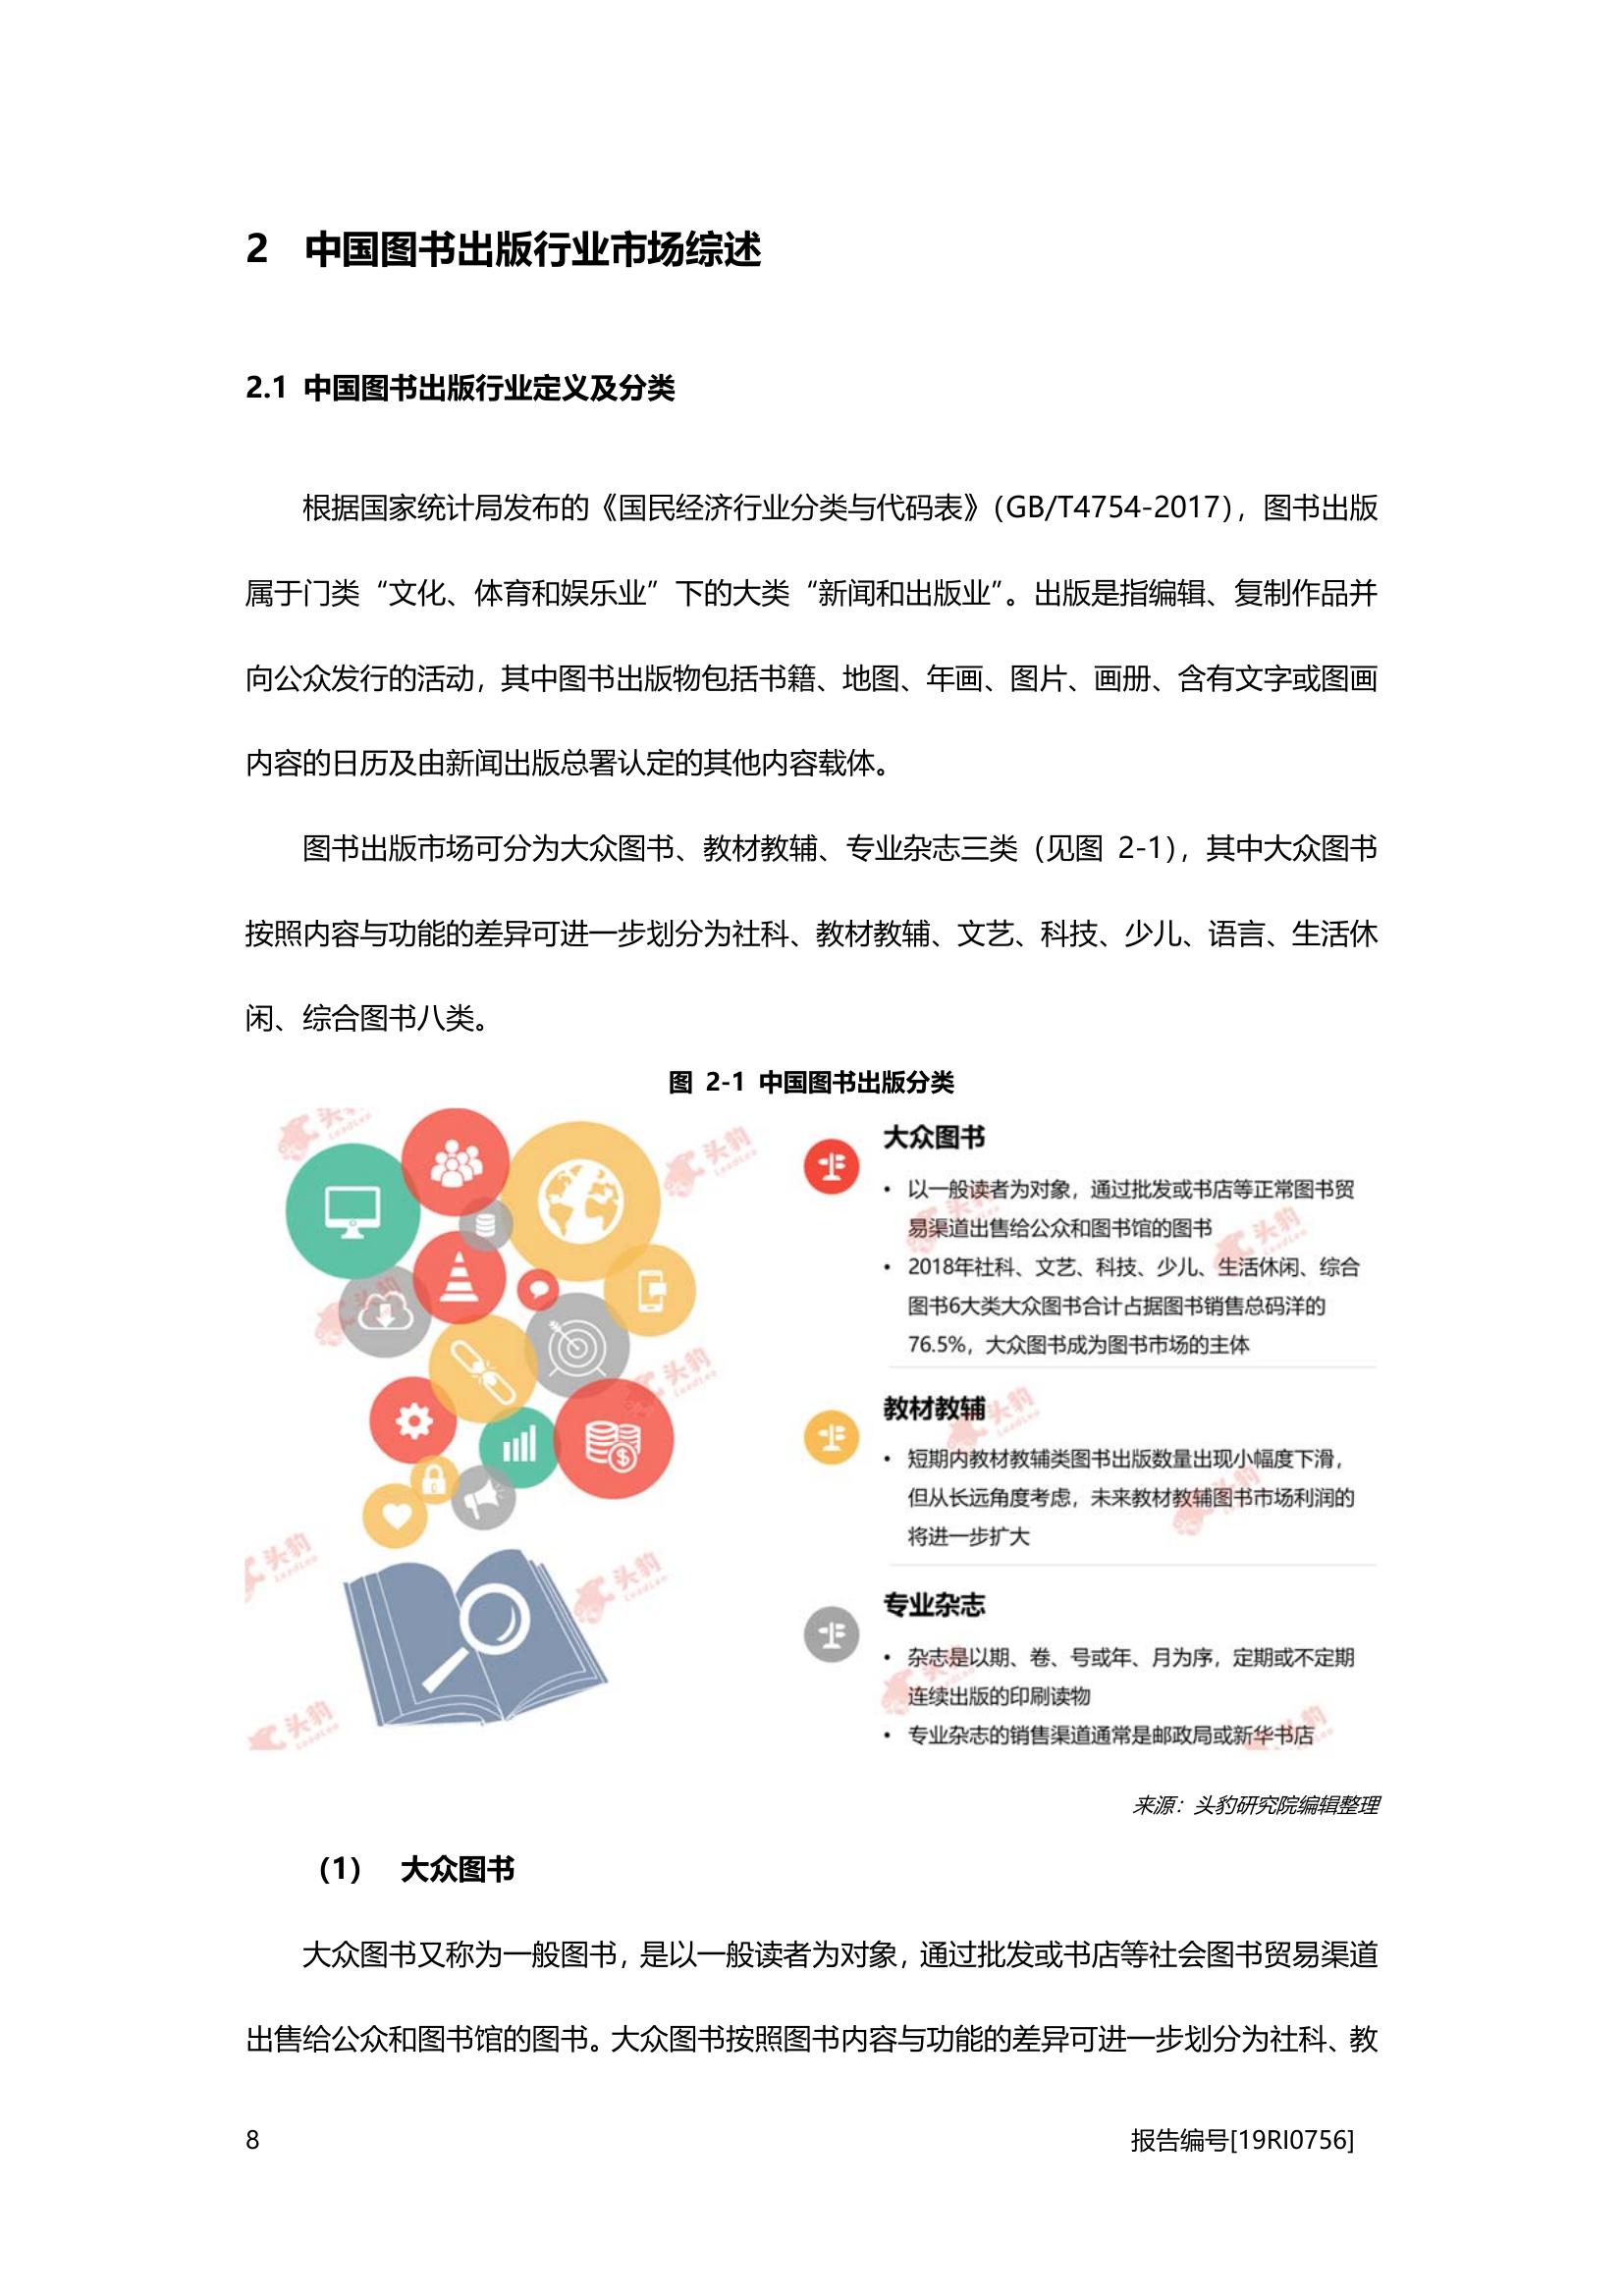 2 中国图书出版行业市场综述
2.1 中国图书出版行业定义及分类
根据国家统计局发布的《国民经济行业分类与代码表》（GB/T4754-2017），图书出版
属于门类“文化、体育和娱乐业”下的大类“新闻和出版业”。出版是指编辑、复制作品并
向公众发行的活动，其中图书出版物包括书籍、地图、年画、图片、画册、含有文字或图画
内容的日历及由新闻出版总署认定的其他内容载体。
图书出版市场可分为大众图书、教材教辅、专业杂志三类（见图 2-1），其中大众图书
按照内容与功能的差异可进一步划分为社科、教材教辅、文艺、科技、少儿、语言、生活休
闲、综合图书八类。
图 2-1 中国图书出版分类
大众图书
• 以一般读者为对象，通过批发或书店等正常图书贸
易渠道出售给公众和图书馆的图书
• 2018年社科、文艺、科技、少儿、生活休闲、综合
图书6大类大众图书合计占据图书销售总码洋的
76.5%，大众图书成为图书市场的主体
教材教辅
• 短期内教材教辅类图书出版数量出现小幅度下滑，
但从长远角度考虑，未来教材教辅图书市场利润的
将进一步扩大
专业杂志
• 杂志是以期、卷、号或年、月为序，定期或不定期
连续出版的印刷读物
• 专业杂志的销售渠道通常是邮政局或新华书店
头豹
LeadLeo
来源：头豹研究院编辑整理
（1） 大众图书
大众图书又称为一般图书，是以一般读者为对象，通过批发或书店等社会图书贸易渠道
出售给公众和图书馆的图书。大众图书按照图书内容与功能的差异可进一步划分为社科、教
8
报告编号[19RI0756]